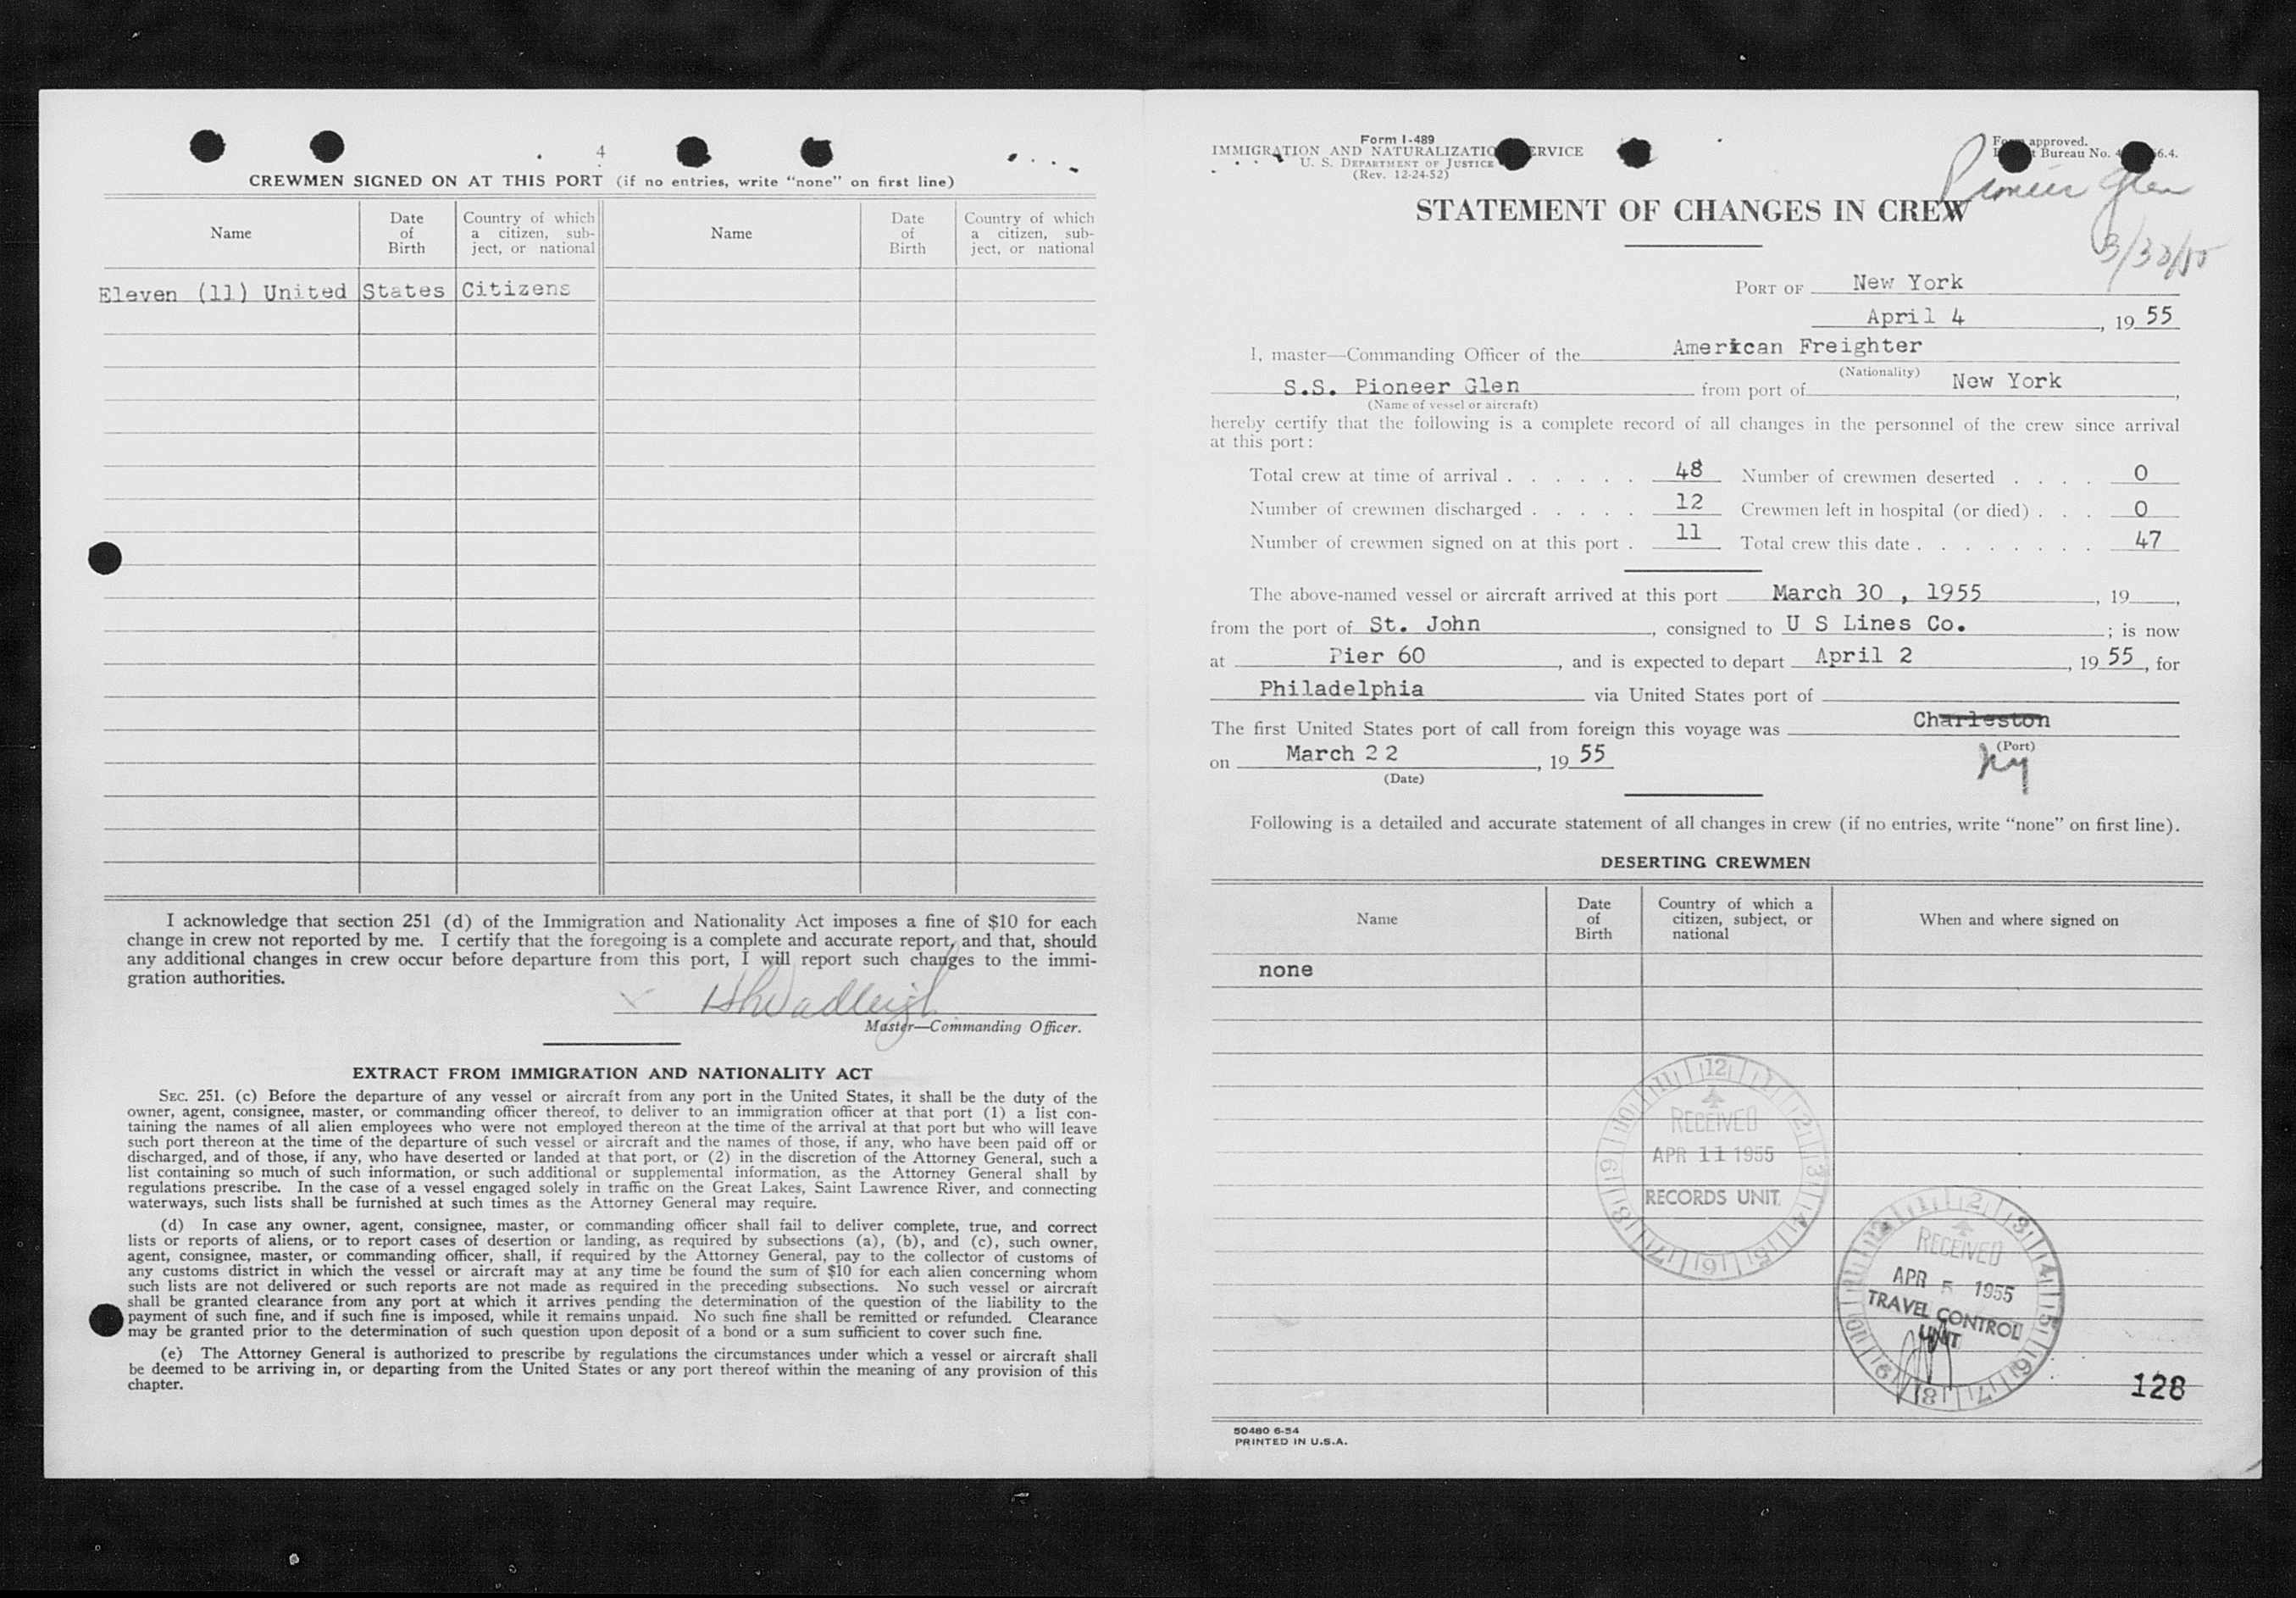 4
CREWMEN SIGNED ON AT THIS PORT (if no entries, write "none" on first line)
Name
Date of Birth
Country of which a citizen, sub-ject, or national
Name
Date of Birth
Country of which a citizen, sub-ject, or national
Eleven (11) United States Citizens
I acknowledge that section 251 (d) of the Immigration and Nationality Act imposes a fine of $10 for each
change in crew not reported by me. I certify that the foregoing is a complete and accurate report, and that, should
any additional changes in crew occur before departure from this port, I will report such changes to the immi-
gration authorities.
Master—Commanding Officer.
EXTRACT FROM IMMIGRATION AND NATIONALITY ACT
SEC. 251. (c) Before the departure of any vessel or aircraft from any port in the United States, it shall be the duty of the
owner, agent, consignee, master, or commanding officer thereof, to deliver to an immigration officer at that port (1) a list con-
taining the names of all alien employees who were not employed thereon at the time of the arrival at that port but who will leave
such port thereon at the time of the departure of such vessel or aircraft and the names of those, if any, who have been paid off or
discharged, and of those, if any, who have deserted or landed at that port, or (2) in the discretion of the Attorney General, such a
list containing so much of such information, or such additional or supplemental information, as the Attorney General shall by
regulations prescribe. In the case of a vessel engaged solely in traffic on the Great Lakes, Saint Lawrence River, and connecting
waterways, such lists shall be furnished at such times as the Attorney General may require.
(d) In case any owner, agent, consignee, master, or commanding officer shall fail to deliver complete, true, and correct
lists or reports of aliens, or to report cases of desertion or landing, as required by subsections (a), (b), and (c), such owner,
agent, consignee, master, or commanding officer, shall, if required by the Attorney General, pay to the collector of customs of
any customs district in which the vessel or aircraft may at any time be found the sum of $10 for each alien concerning whom
such lists are not delivered or such reports are not made as required in the preceding subsections. No such vessel or aircraft
shall be granted clearance from any port at which it arrives pending the determination of the question of the liability to the
payment of such fine, and if such fine is imposed, while it remains unpaid. No such fine shall be remitted or refunded. Clearance
may be granted prior to the determination of such question upon deposit of a bond or a sum sufficient to cover such fine.
(e) The Attorney General is authorized to prescribe by regulations the circumstances under which a vessel or aircraft shall
be deemed to be arriving in, or departing from the United States or any port thereof within the meaning of any provision of this
chapter.
Form I-489
IMMIGRATION AND NATURALIZATIO ERVICE
U. S. DEPARTMENT OF JUSTICE
(Rev. 12-24-52)
approved.
Bureau No. 6.4.
Pioneer Glen
STATEMENT OF CHANGES IN CREW
PORT OF New York
April 4, 19 55
I, master—Commanding Officer of the American Freighter
(Nationality)
S.S. Pioneer Glen from port of New York,
(Name of vessel or aircraft)
hereby certify that the following is a complete record of all changes in the personnel of the crew since arrival
at this port:
Total crew at time of arrival . . . . . . 48 Number of crewmen deserted . . . . 0
Number of crewmen discharged . . . . . 12 Crewmen left in hospital (or died) . . . 0
Number of crewmen signed on at this port . 11 Total crew this date . . . . . . . . 47
The above-named vessel or aircraft arrived at this port March 30 , 1955, 19 ,
from the port of St. John, consigned to U S Lines Co. ; is now
at Pier 60, and is expected to depart April 2, 19 55, for
Philadelphia via United States port of
The first United States port of call from foreign this voyage was Charleston
(Port)
NY
on March 22, 19 55
(Date)
Following is a detailed and accurate statement of all changes in crew (if no entries, write "none" on first line).
DESERTING CREWMEN
Name
Date of Birth
Country of which a citizen, subject, or national
When and where signed on
none
RECEIVED
APR 11 1955
RECORDS UNIT
RECEIVED
APR 5 1955
TRAVEL CONTROL
UNIT
128
50480 6-54
PRINTED IN U.S.A.